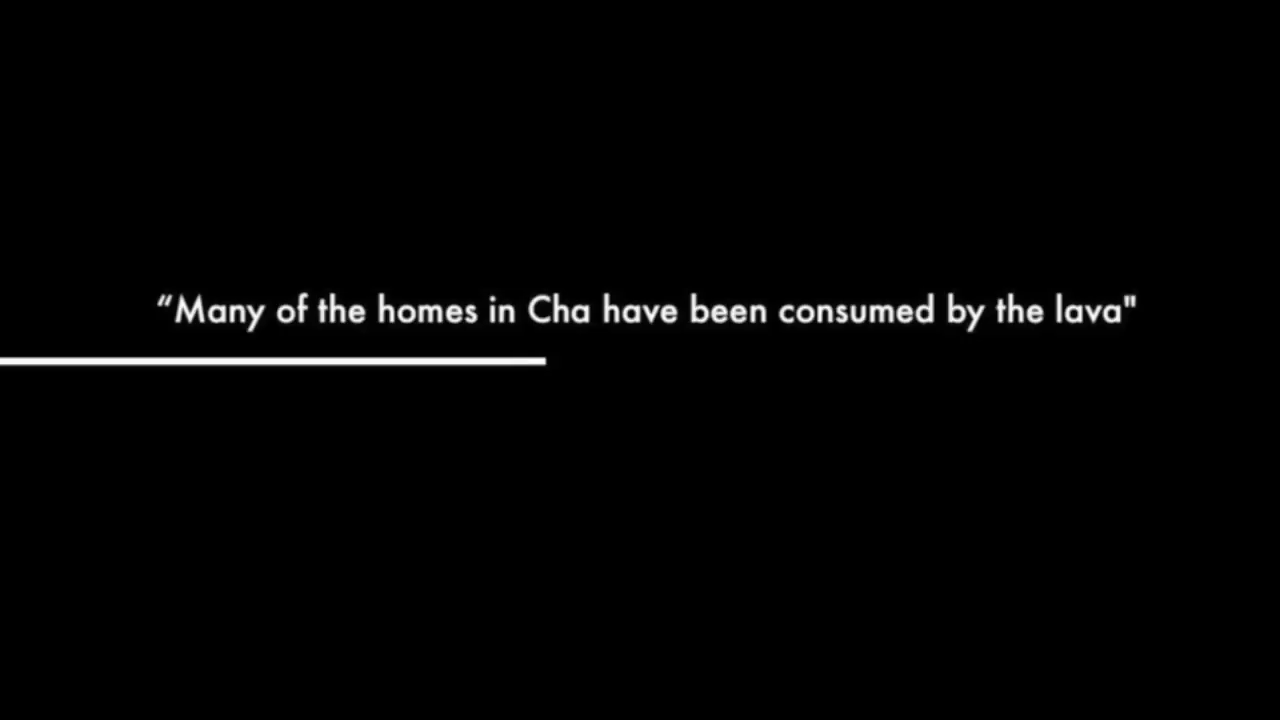 “Many of the homes in Cha have been consumed by the lava"